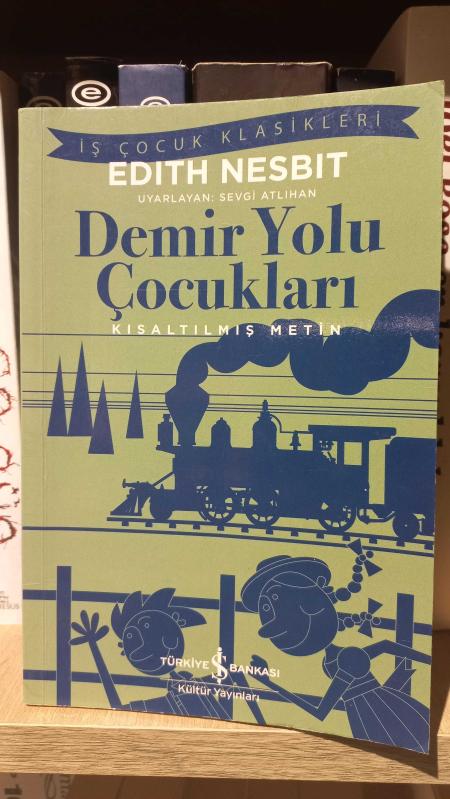 İŞ ÇOCUK KLASİKLERİ
EDITH NESBIT
UYARLAYAN: SEVGİ ATLIHAN
Demir Yolu
Çocukları
KISALTILMIŞ METİN
TÜRKİYE İŞ BANKASI
Kültür Yayınları